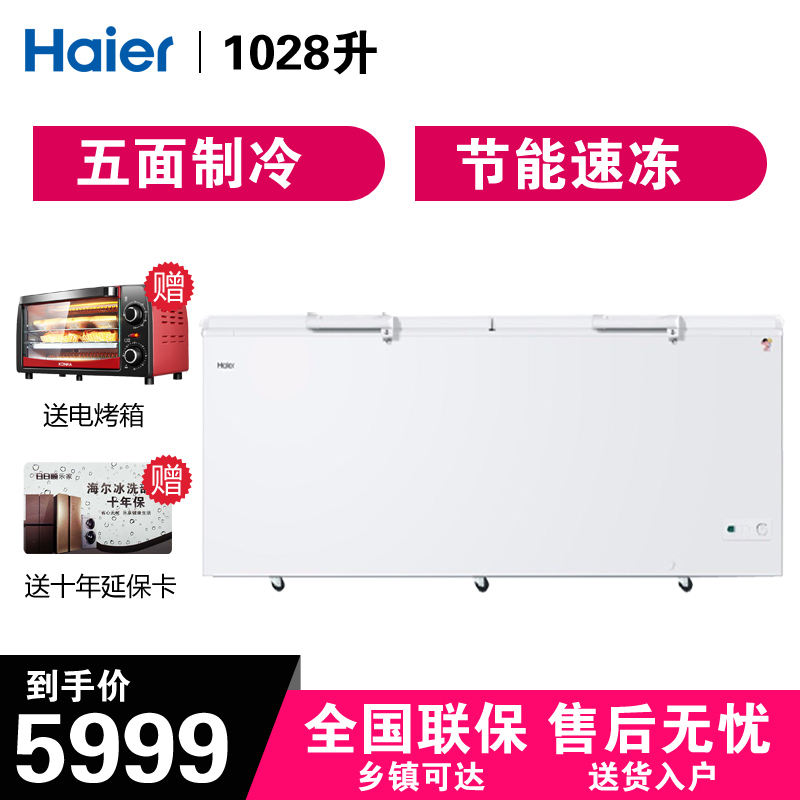 Haier | 1028升
五面制冷
节能速冻
赠
KONKA
送电烤箱
Haier
赠
日日顺乐家
海尔冰洗
十年保
送十年延保卡
到手价
5999
全国联保 售后无忧
乡镇可达 送货入户